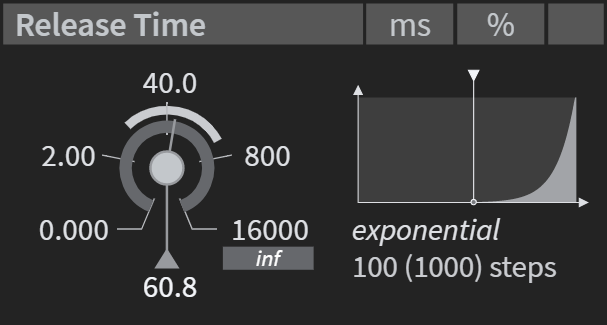 Release Time ms %
40.0
2.00 800
0.000 16000
inf
60.8
exponential
100 (1000) steps